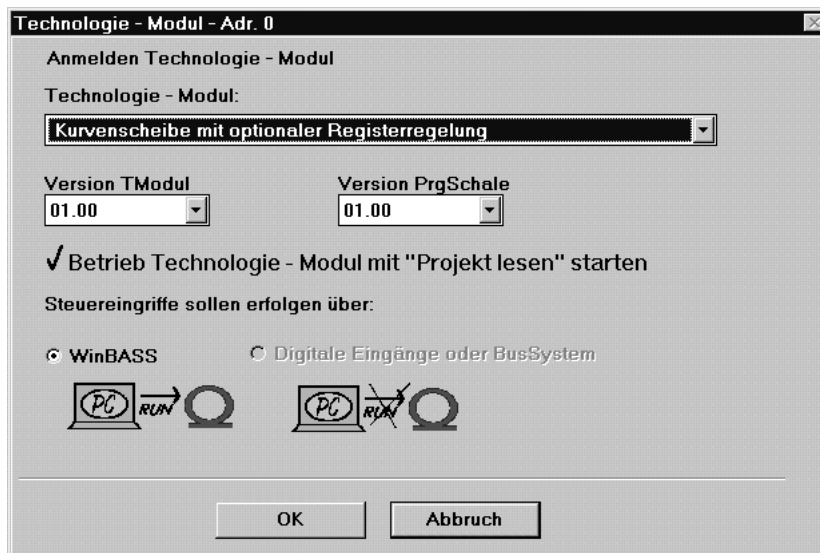 Technologie - Modul - Adr. 0
Anmelden Technologie - Modul
Technologie - Modul:
Kurvenscheibe mit optionaler Registerregelung
Version TModul Version PrgSchale
01.00 01.00
Betrieb Technologie - Modul mit "Projekt lesen" starten
Steuereingriffe sollen erfolgen über:
WinBASS Digitale Eingänge oder BusSystem
PC RUN PC RUN
OK Abbruch